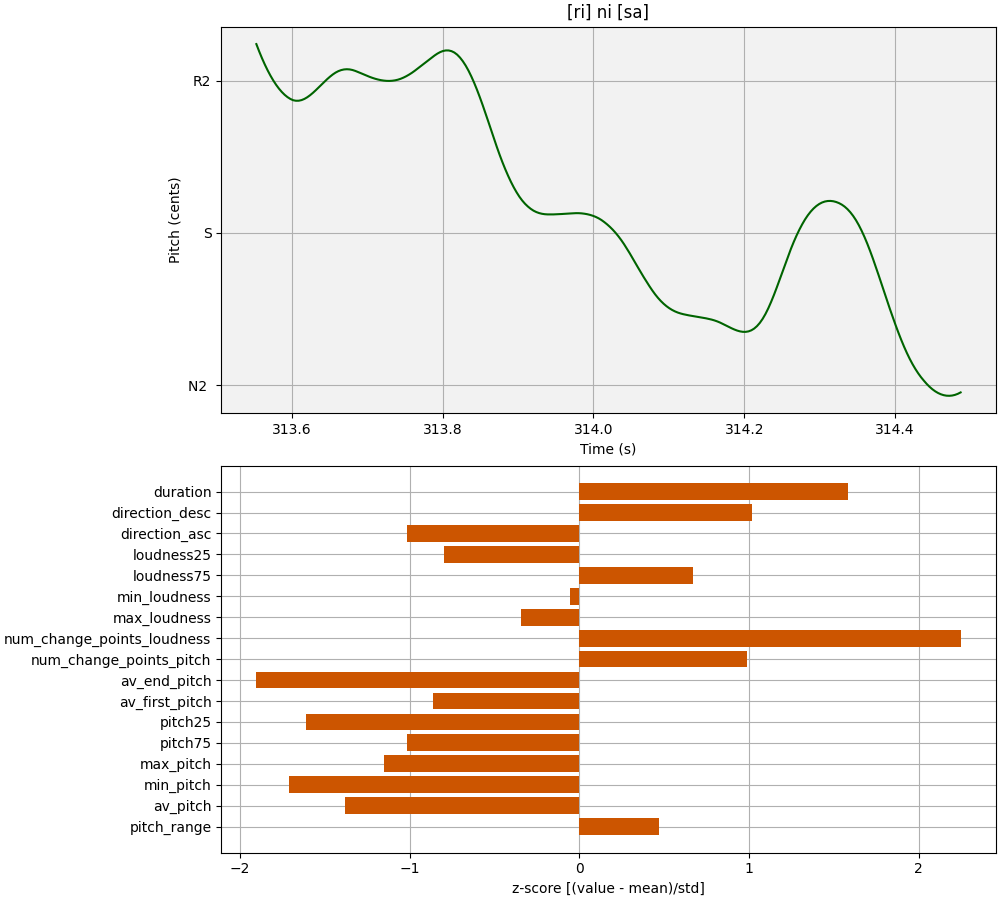 [ri] ni [sa]
Pitch (cents)
R2
S
N2
313.6 313.8 314.0 314.2 314.4
Time (s)
duration
direction_desc
direction_asc
loudness25
loudness75
min_loudness
max_loudness
num_change_points_loudness
num_change_points_pitch
av_end_pitch
av_first_pitch
pitch25
pitch75
max_pitch
min_pitch
av_pitch
pitch_range
−2 −1 0 1 2
z-score [(value - mean)/std]